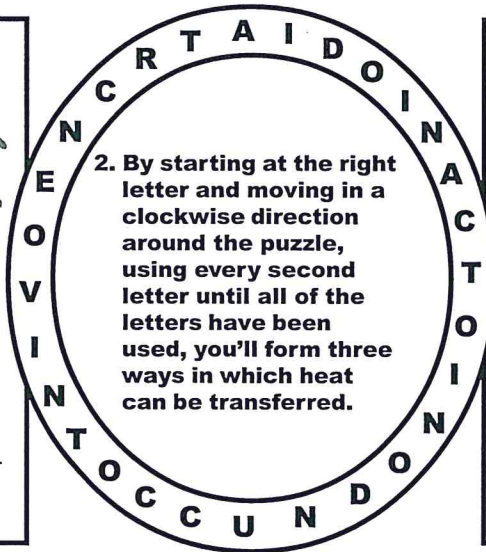 R T A I D O I N A C T O I N O D N U C C O T N I V O E N C
2. By starting at the right
letter and moving in a
clockwise direction
around the puzzle,
using every second
letter until all of the
letters have been
used, you'll form three
ways in which heat
can be transferred.